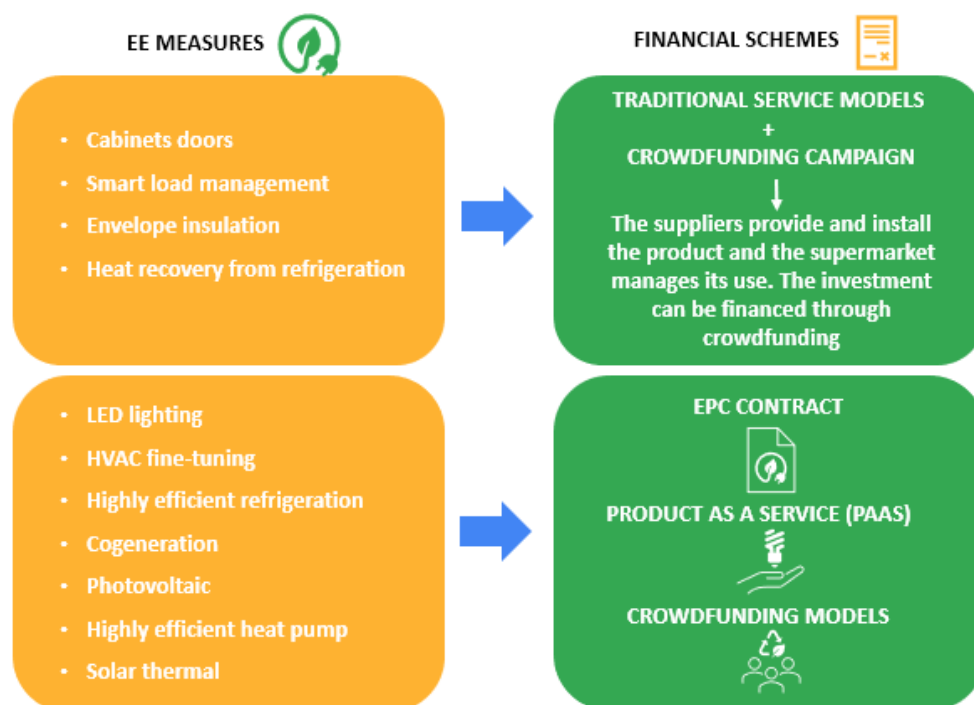 EE MEASURES
FINANCIAL SCHEMES
• Cabinets doors
• Smart load management
• Envelope insulation
• Heat recovery from refrigeration
TRADITIONAL SERVICE MODELS
+
CROWDFUNDING CAMPAIGN
The suppliers provide and install
the product and the supermarket
manages its use. The investment
can be financed through
crowdfunding
• LED lighting
• HVAC fine-tuning
• Highly efficient refrigeration
• Cogeneration
• Photovoltaic
• Highly efficient heat pump
• Solar thermal
EPC CONTRACT
PRODUCT AS A SERVICE (PAAS)
CROWDFUNDING MODELS